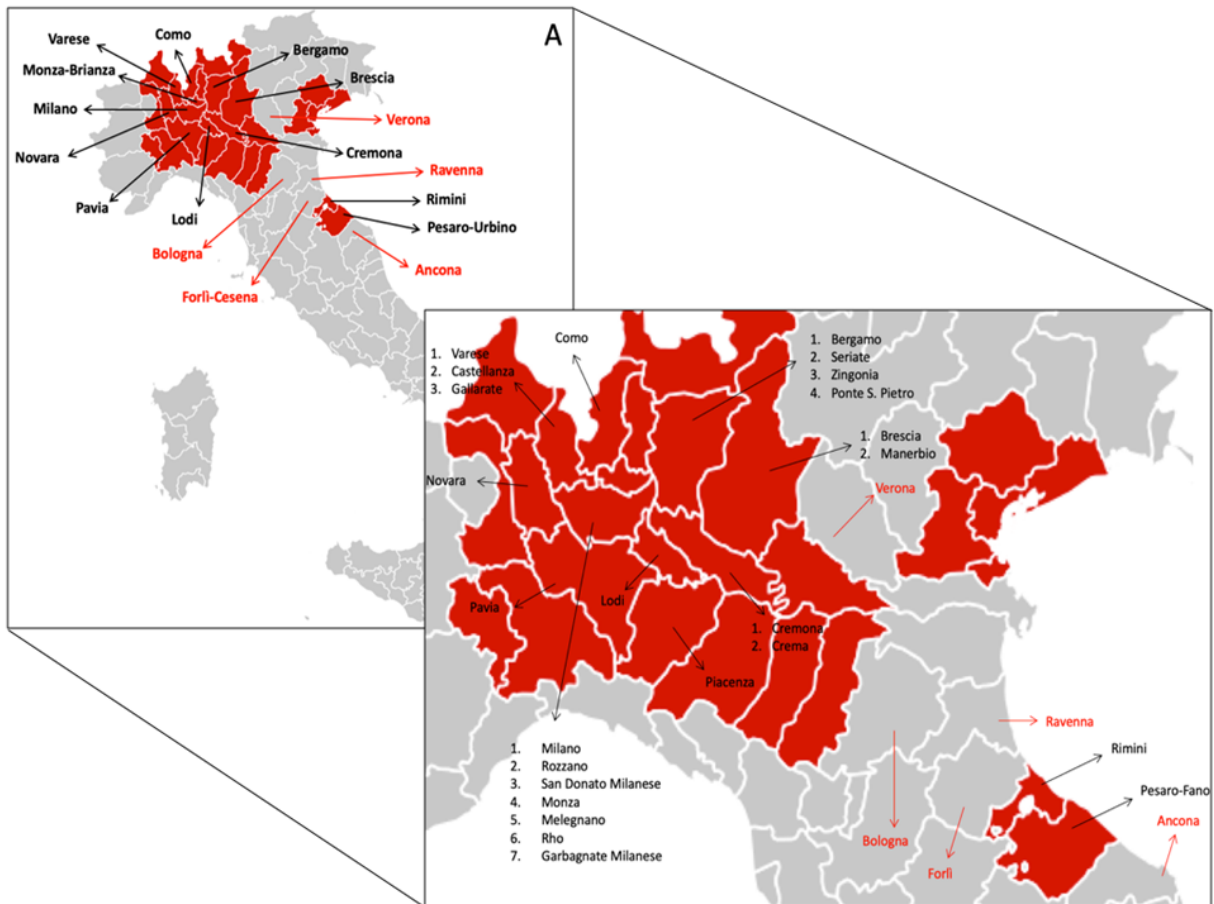 A
Varese
Como
Bergamo
Monza-Brianza
Brescia
Milano
Verona
Novara
Cremona
Ravenna
Rimini
Pavia
Lodi
Pesaro-Urbino
Bologna
Ancona
Forlì-Cesena
Como
1. Varese
2. Castellanza
3. Gallarate
1. Bergamo
2. Seriate
3. Zingonia
4. Ponte S. Pietro
1. Brescia
2. Manerbio
Novara
Verona
Pavia
Lodi
1. Cremona
2. Crema
Piacenza
Ravenna
1. Milano
2. Rozzano
3. San Donato Milanese
4. Monza
5. Melegnano
6. Rho
7. Garbagnate Milanese
Rimini
Pesaro-Fano
Ancona
Bologna
Forlì